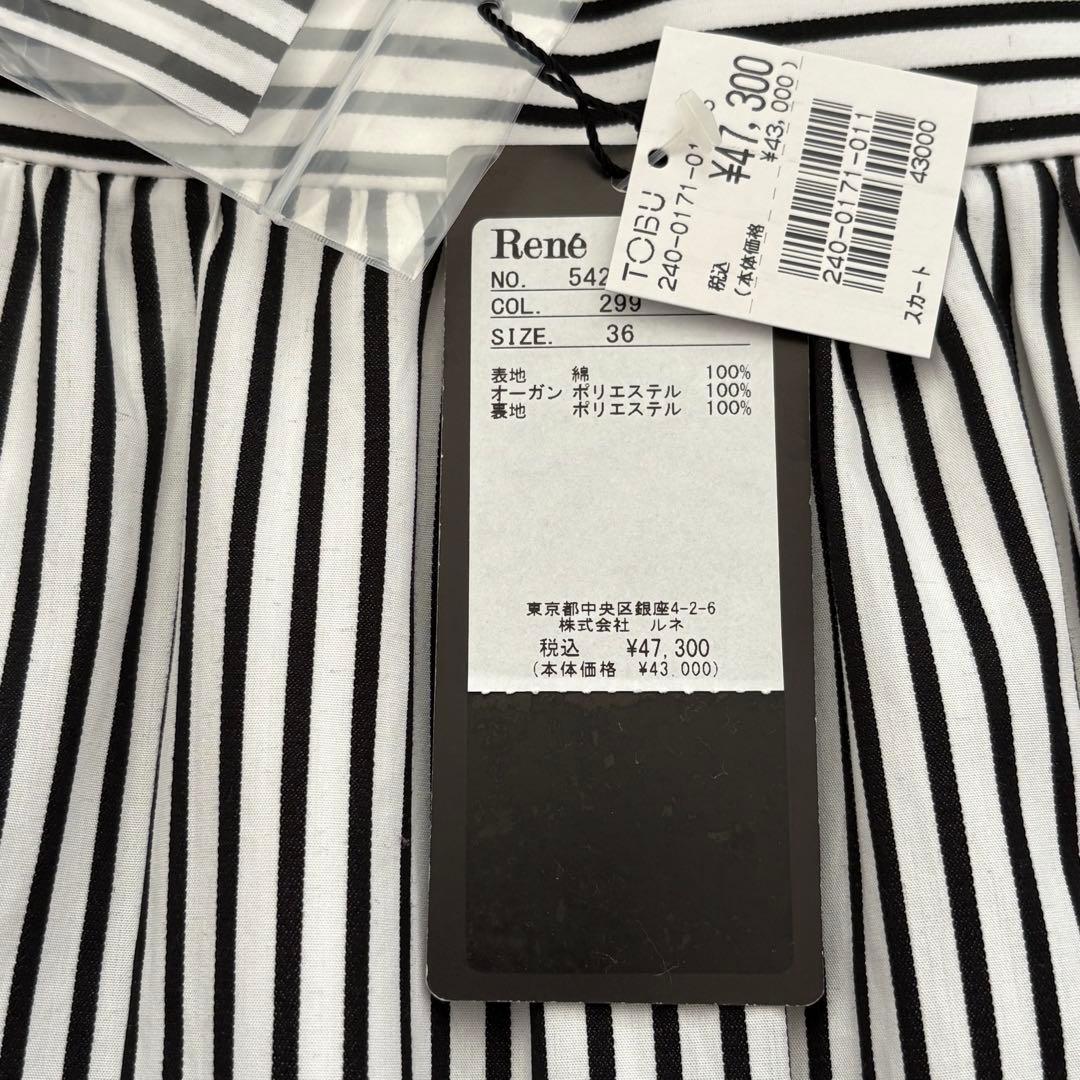 René
NO. 542
COL. 299
SIZE. 36
表地 綿 100%
オーガン ポリエステル 100%
裏地 ポリエステル 100%
東京都中央区銀座4-2-6
株式会社 ルネ
税込 ¥47,300
(本体価格 ¥43.000)
TOBU
240-0171-01
税込 ¥47,300
(本体価格 ¥43,000)
240-0171-011
43000
スカート